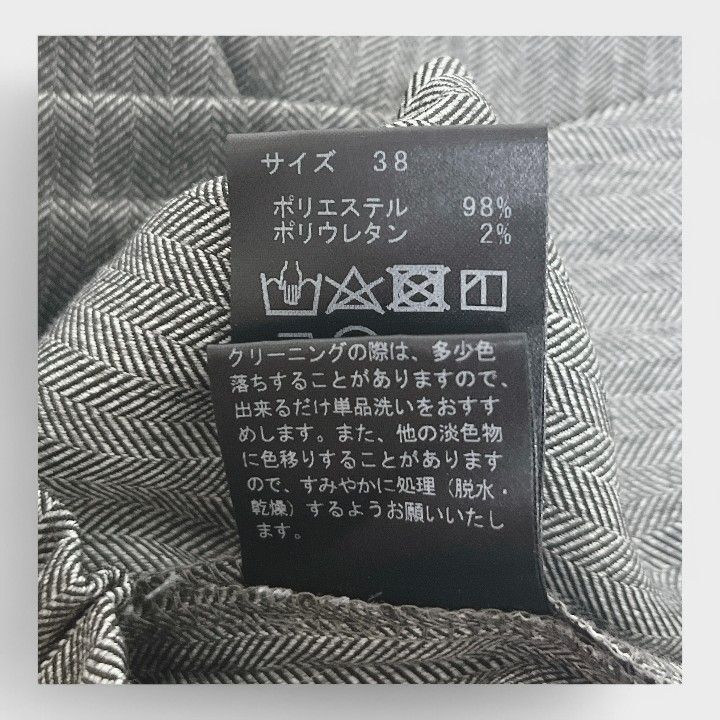 サイズ 38
ポリエステル 98%
ポリウレタン 2%
クリーニングの際は、多少色
落ちすることがありますので、
出来るだけ単品洗いをおすす
めします。また、他の淡色物
に色移りすることがあります
ので、すみやかに処理（脱水・
乾燥）するようお願いいたし
ます。